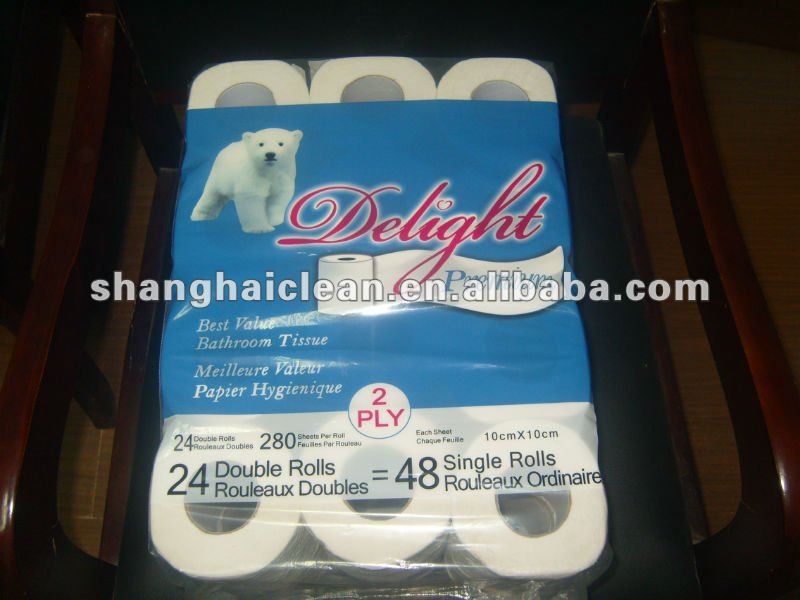 Delight
Premium
shanghaiclean.en.alibaba.com
Best Value
Bathroom Tissue
Meilleure Valeur
Papier Hygienique
2
PLY
24 Double Rolls
Rouleaux Doubles
280 Sheets Per Roll
Feuilles Par Rouleau
Each Sheet
Chaque Feuille
10cmX10cm
24 Double Rolls
Rouleaux Doubles
= 48 Single Rolls
Rouleaux Ordinaire